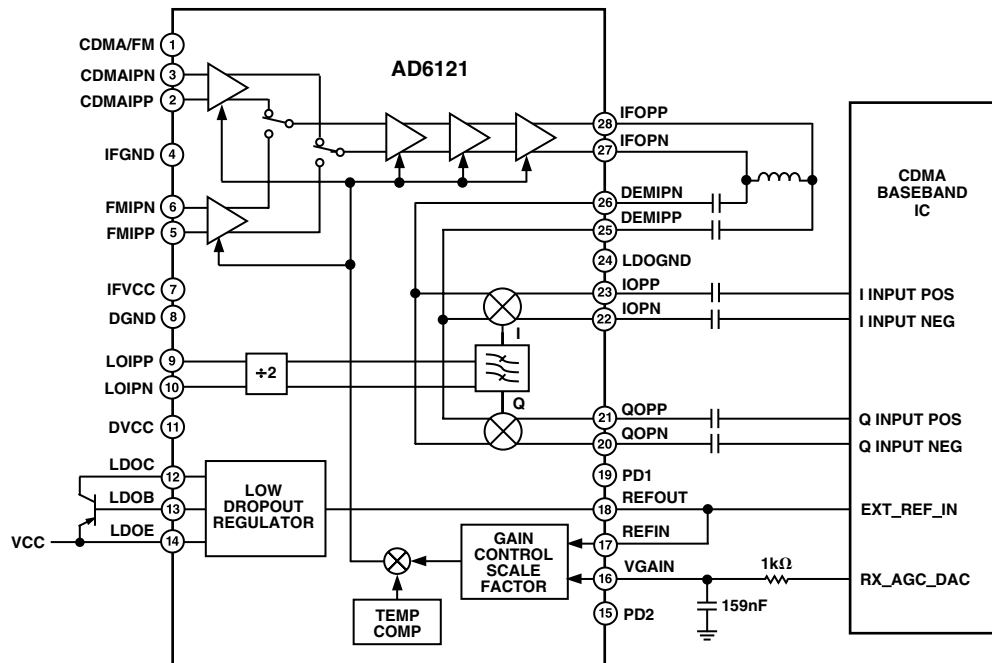 AD6121
CDMA/FM
1
CDMAIPN
3
CDMAIPP
2
IFGND
4
FMIPN
6
FMIPP
5
IFVCC
7
DGND
8
LOIPP
9
LOIPN
10
÷2
DVCC
11
LDOC
12
LDOB
13
LDOE
14
VCC
LOW
DROPOUT
REGULATOR
TEMP
COMP
GAIN
CONTROL
SCALE
FACTOR
I
Q
28
IFOPP
27
IFOPN
26
DEMIPN
25
DEMIPP
24
LDOGND
23
IOPP
22
IOPN
21
QOPP
20
QOPN
19
PD1
18
REFOUT
17
REFIN
16
VGAIN
15
PD2
1kΩ
159nF
CDMA
BASEBAND
IC
I INPUT POS
I INPUT NEG
Q INPUT POS
Q INPUT NEG
EXT_REF_IN
RX_AGC_DAC